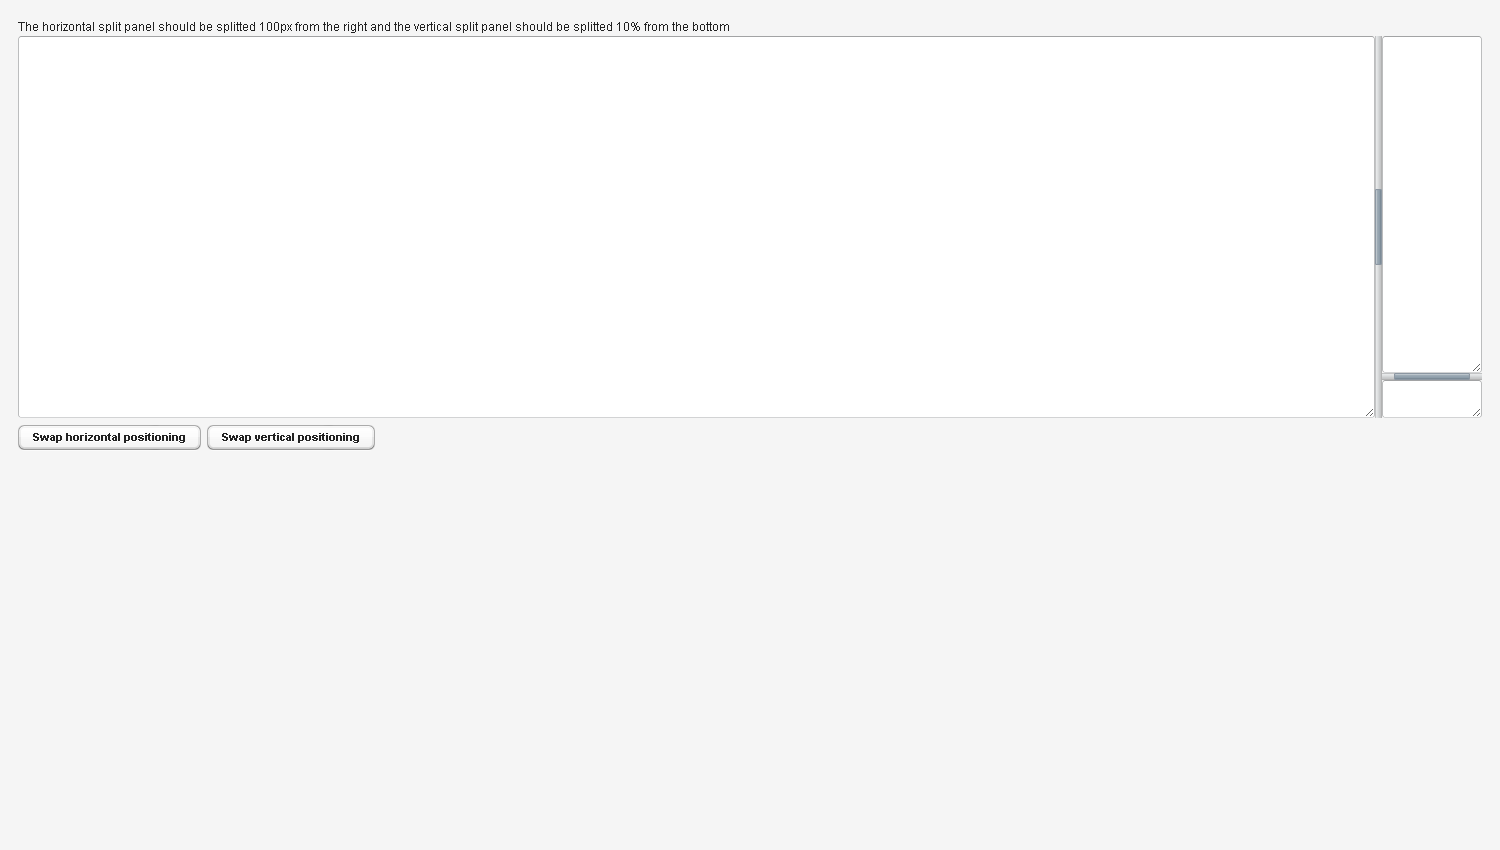 The horizontal split panel should be splitted 100px from the right and the vertical split panel should be splitted 10% from the bottom
Swap horizontal positioning Swap vertical positioning